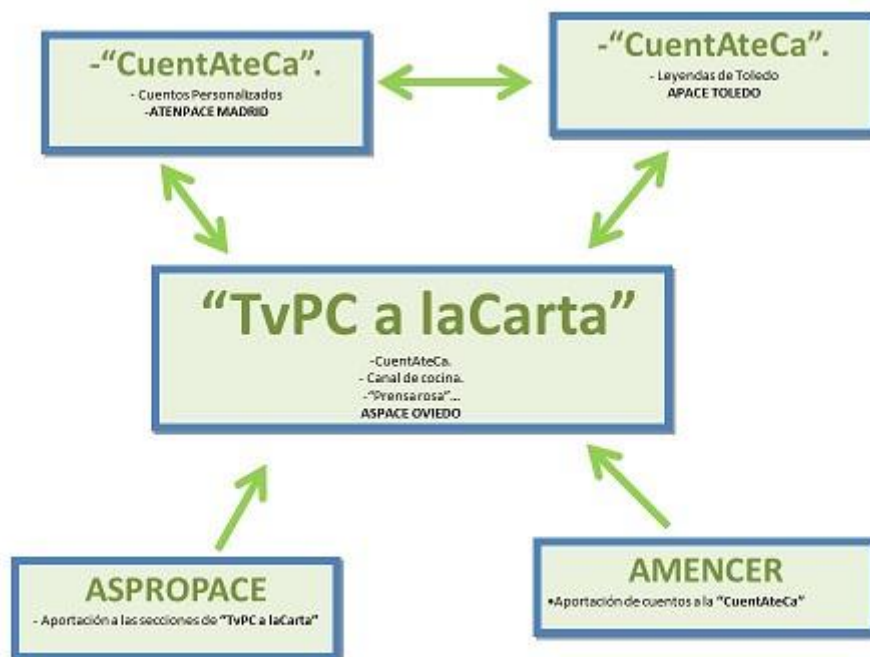 -“CuentAteCa”.
- Cuentos Personalizados
-ATENPACE MADRID
-“CuentAteCa”.
- Leyendas de Toledo
APACE TOLEDO
“TvPC a laCarta”
-CuentAteCa.
- Canal de cocina.
-“Prensa rosa”...
ASPACE OVIEDO
ASPROPACE
- Aportación a las secciones de “TvPC a laCarta”
AMENCER
•Aportación de cuentos a la “CuentAteCa”